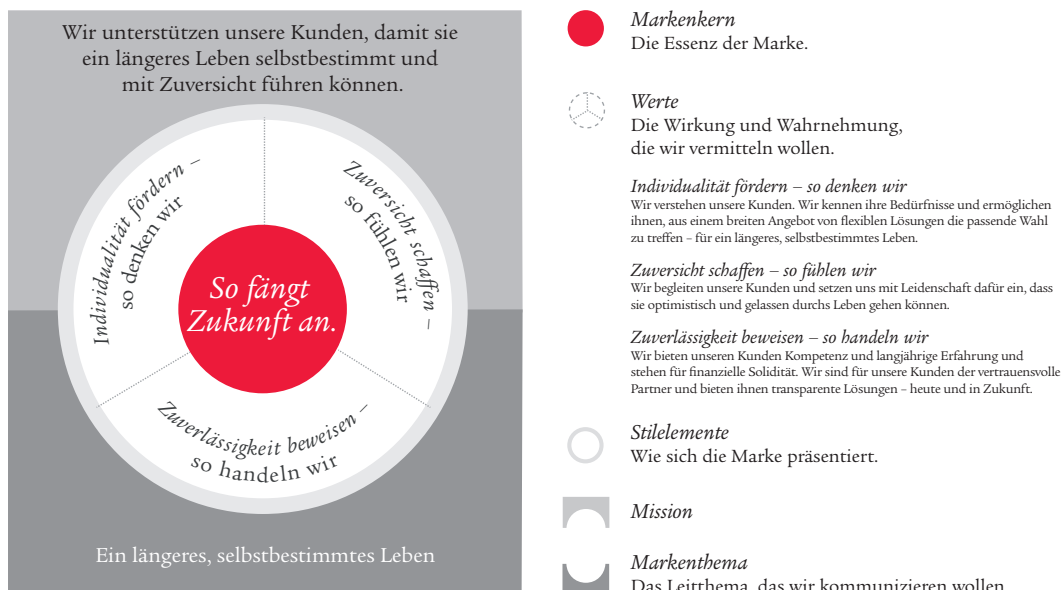 Wir unterstützen unsere Kunden, damit sie
ein längeres Leben selbstbestimmt und
mit Zuversicht führen können.
Individualität fördern –
so denken wir
Zuversicht schaffen –
so fühlen wir
So fängt
Zukunft an.
Zuverlässigkeit beweisen –
so handeln wir
Ein längeres, selbstbestimmtes Leben
Markenkern
Die Essenz der Marke.
Werte
Die Wirkung und Wahrnehmung,
die wir vermitteln wollen.
Individualität fördern – so denken wir
Wir verstehen unsere Kunden. Wir kennen ihre Bedürfnisse und ermöglichen
ihnen, aus einem breiten Angebot von flexiblen Lösungen die passende Wahl
zu treffen – für ein längeres, selbstbestimmtes Leben.
Zuversicht schaffen – so fühlen wir
Wir begleiten unsere Kunden und setzen uns mit Leidenschaft dafür ein, dass
sie optimistisch und gelassen durchs Leben gehen können.
Zuverlässigkeit beweisen – so handeln wir
Wir bieten unseren Kunden Kompetenz und langjährige Erfahrung und
stehen für finanzielle Solidität. Wir sind für unsere Kunden der vertrauensvolle
Partner und bieten ihnen transparente Lösungen – heute und in Zukunft.
Stilelemente
Wie sich die Marke präsentiert.
Mission
Markenthema
Das Leitthema, das wir kommunizieren wollen